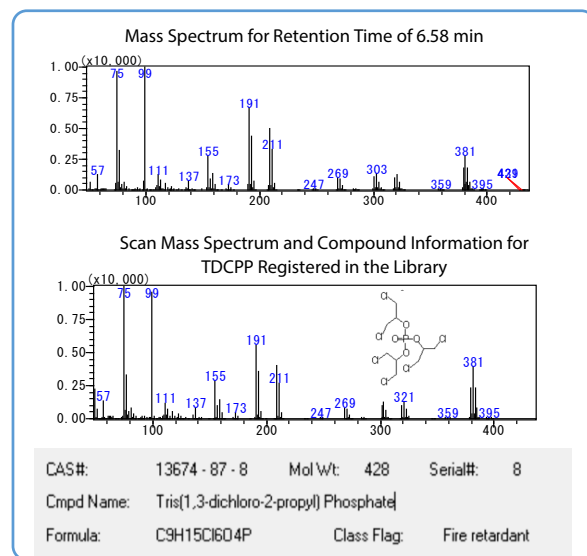 Mass Spectrum for Retention Time of 6.58 min
(x10,000)
1.00
75
99
0.75
191
0.50
211
155
381
0.25
57
111
137
173
247
269
303
359
395
0.00
100
200
300
400
Scan Mass Spectrum and Compound Information for
TDCPP Registered in the Library
(x10,000)
1.00
75
99
0.75
191
0.50
381
155
211
0.25
57
111
137
173
247
269
321
359
395
0.00
100
200
300
400
Cl
Cl
O
O
P
O
O
Cl
Cl
Cl
Cl
CAS#: 13674 - 87 - 8 Mol Wt: 428 Serial#: 8
Cmpd Name: Tris(1,3-dichloro-2-propyl) Phosphate
Formula: C9H15Cl6O4P Class Flag: Fire retardant